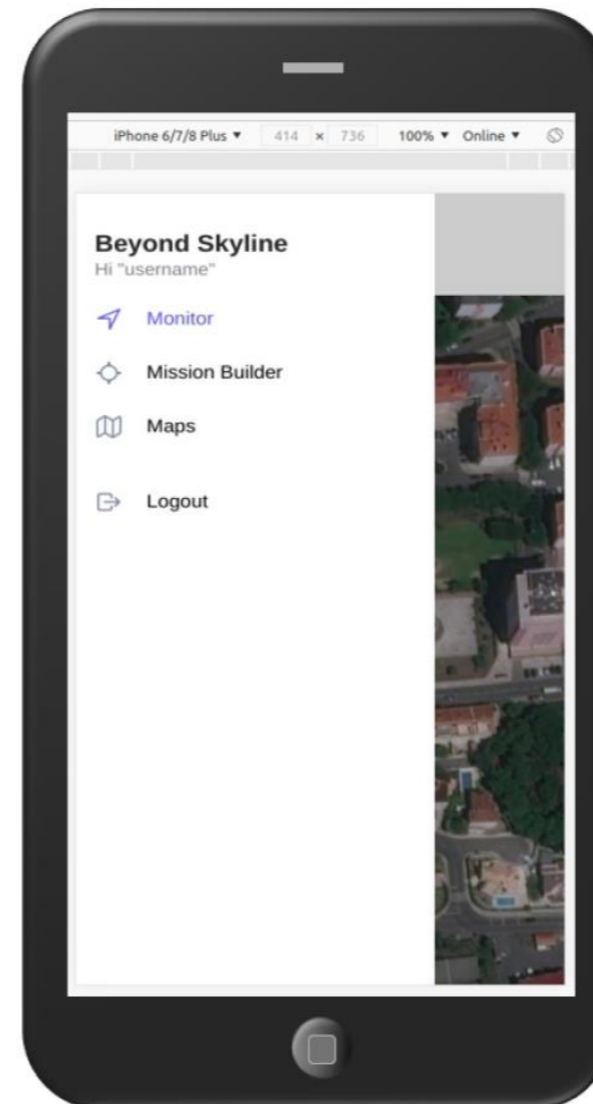 iPhone 6/7/8 Plus ▼ 414 × 736 100% ▼ Online ▼
Beyond Skyline
Hi "username"
Monitor
Mission Builder
Maps
Logout